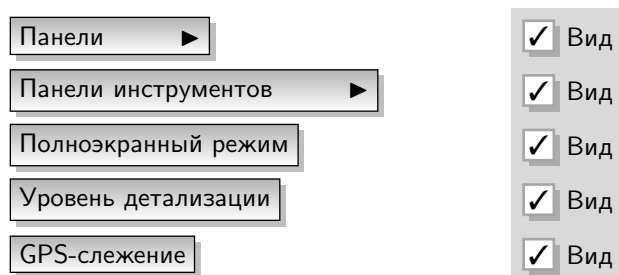 Панели ▶ ✓ Вид
Панели инструментов ▶ ✓ Вид
Полноэкранный режим ✓ Вид
Уровень детализации ✓ Вид
GPS-слежение ✓ Вид